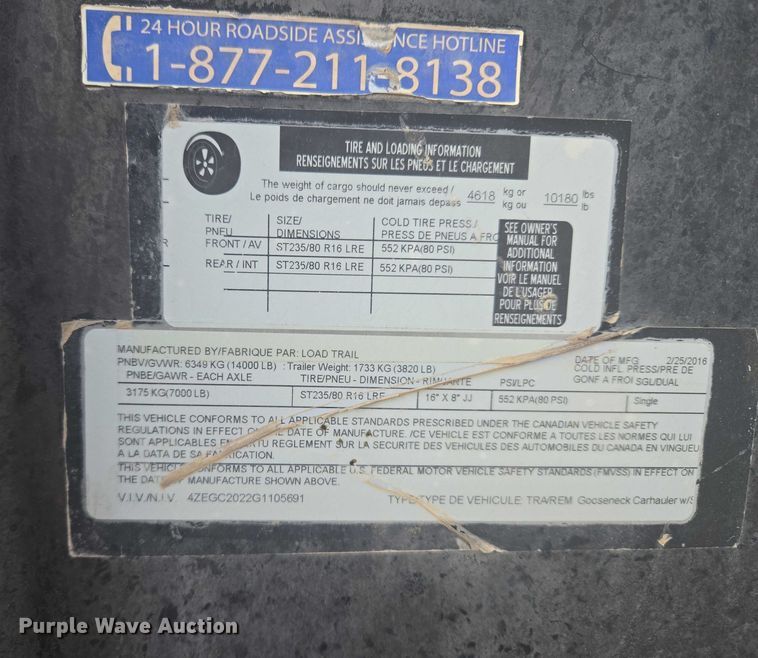 24 HOUR ROADSIDE ASSIS NCE HOTLINE
1-877-211-8138
TIRE AND LOADING INFORMATION
RENSEIGNEMENTS SUR LES PNEUS ET LE CHARGEMENT
The weight of cargo should never exceed / 4618 kg or 10180 lbs
Le poids de chargement ne doit jamais depass kg ou lb
TIRE/ SIZE/ COLD TIRE PRESS./
PNEU DIMENSIONS PRESS DE PNEUS A FRO
FRONT / AV ST235/80 R16 LRE 552 KPA(80 PSI)
REAR / INT ST235/80 R16 LRE 552 KPA(80 PSI)
SEE OWNER'S
MANUAL FOR
ADDITIONAL
INFORMATION
VOIR LE MANUEL
DE L'USAGER
POUR PLUS DE
RENSEIGNEMENTS
MANUFACTURED BY/FABRIQUE PAR: LOAD TRAIL DATE OF MFG 2/25/2016
PNBV/GVWR: 6349 KG (14000 LB) : Trailer Weight: 1733 KG (3820 LB) COLD INFL PRESS/PRE DE
PNBE/GAWR - EACH AXLE TIRE/PNEU - DIMENSION - RIM/JANTE PSI/LPC GONF A FROI SGL/DUAL
3175 KG(7000 LB) ST235/80 R16 LRE 16" X 8" JJ 552 KPA(80 PSI) Single
THIS VEHICLE CONFORMS TO ALL APPLICABLE STANDARDS PRESCRIBED UNDER THE CANADIAN VEHICLE SAFETY
REGULATIONS IN EFFECT ON THE DATE OF MANUFACTURE. /CE VEHICLE EST CONFORME A TOUTES LES NORMES QUI LUI
SONT APPLICABLES EN VERTU REGLEMENT SUR LA SECURITE DES VEHICULES DES AUTOMOBILES DU CANADA EN VINGUEU
A LA DATA DE SA FABRICATION.
THIS VEHICLE CONFORMS TO ALL APPLICABLE U.S. FEDERAL MOTOR VEHICLE SAFETY STANDARDS (FMVSS) IN EFFECT ON
THE DATE MANUFACTURE SHOWN ABOVE.
V.I.V./N.I.V. 4ZEGC2022G1105691 TYPE/TYPE DE VEHICULE: TRA/REM Gooseneck Carhauler w/
Purple Wave Auction